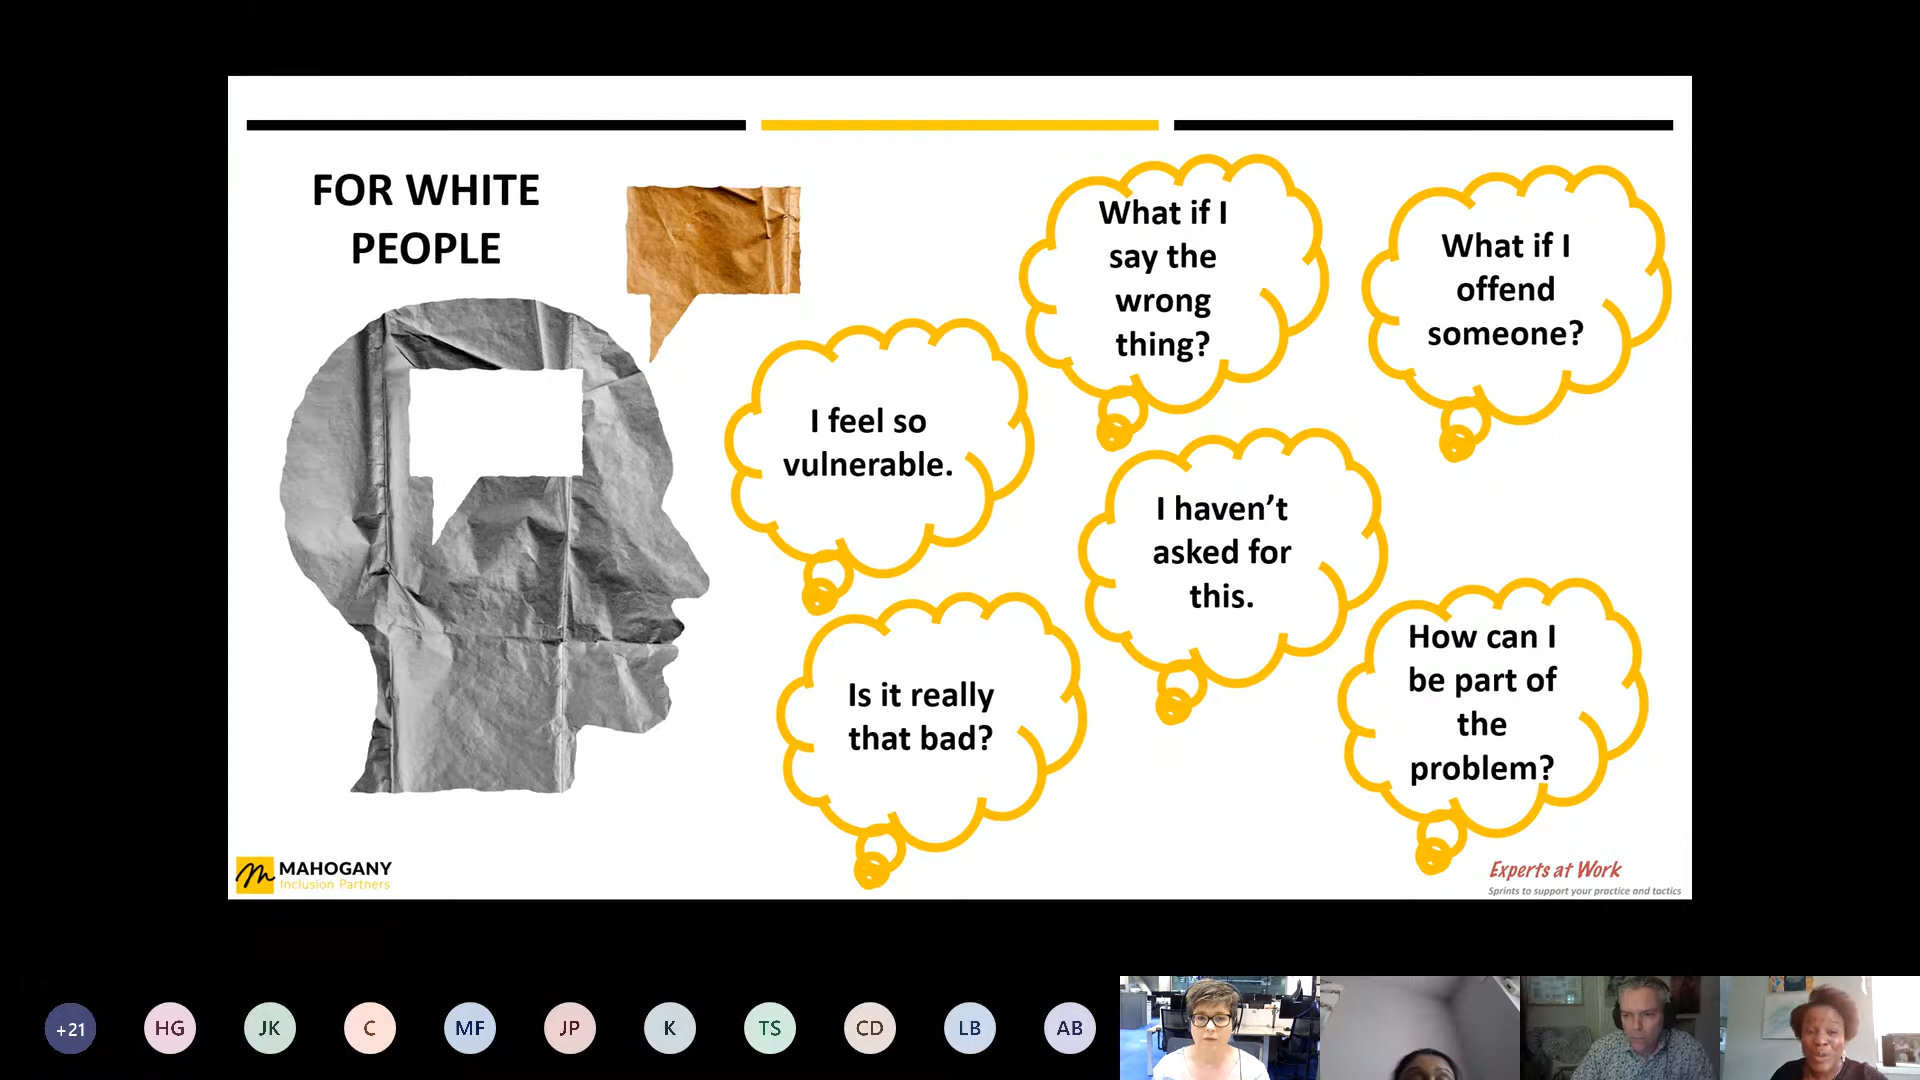 FOR WHITE
PEOPLE
What if I
say the
wrong
thing?
What if I
offend
someone?
I feel so
vulnerable.
I haven’t
asked for
this.
Is it really
that bad?
How can I
be part of
the
problem?
MAHOGANY
Inclusion Partners
Experts at Work
Sprints to support your practice and tactics
+21
HG
JK
C
MF
JP
K
TS
CD
LB
AB